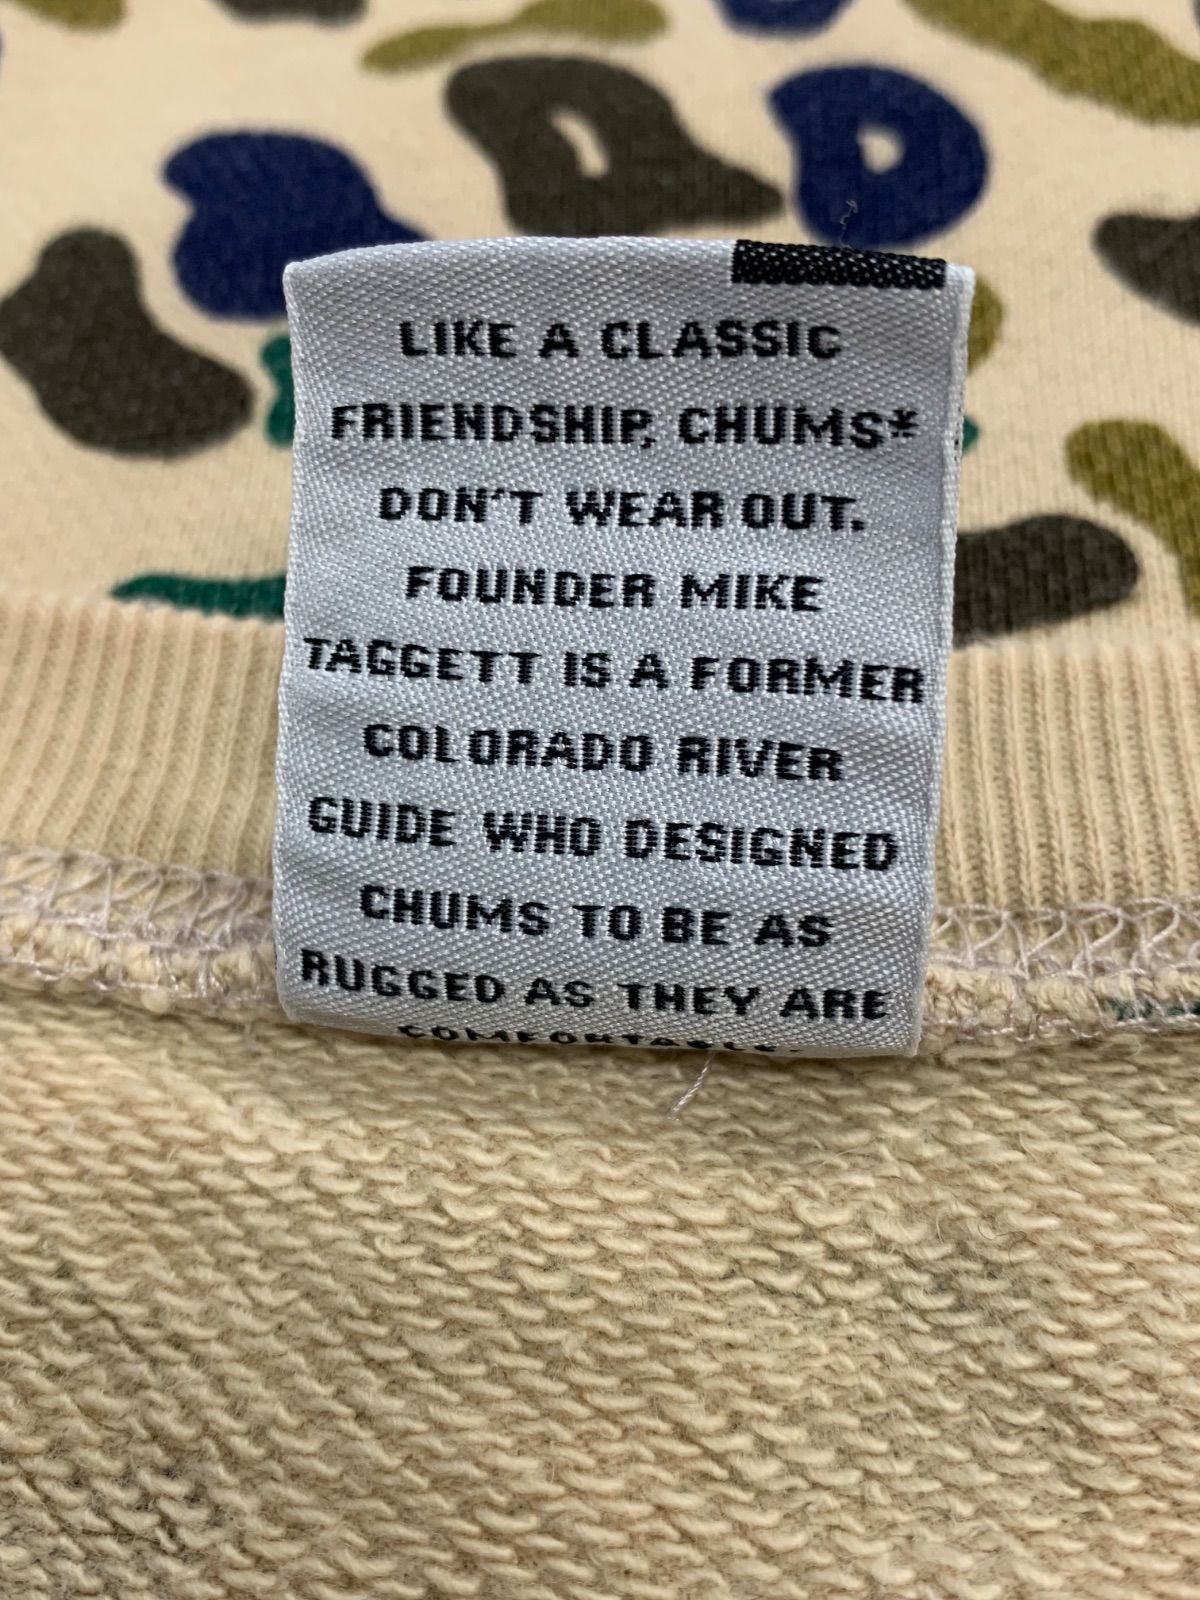 LIKE A CLASSIC
FRIENDSHIP, CHUMS*
DON'T WEAR OUT.
FOUNDER MIKE
TAGGETT IS A FORMER
COLORADO RIVER
GUIDE WHO DESIGNED
CHUMS TO BE AS
RUGGED AS THEY ARE
COMFORTABLE.